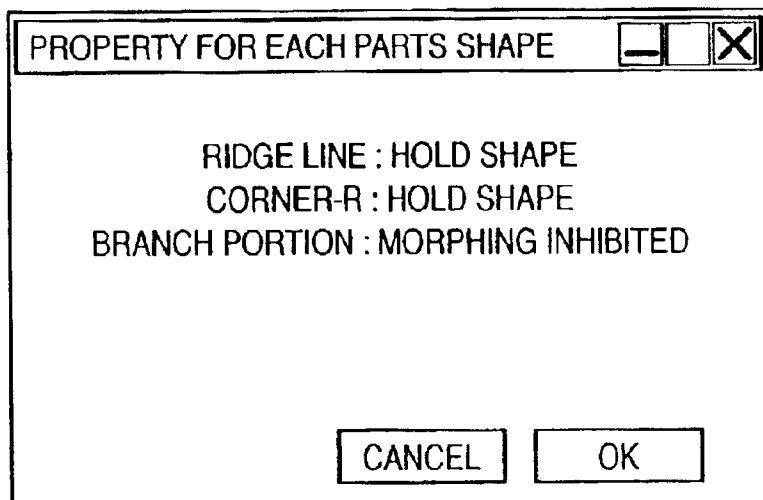 PROPERTY FOR EACH PARTS SHAPE
RIDGE LINE : HOLD SHAPE
CORNER-R : HOLD SHAPE
BRANCH PORTION : MORPHING INHIBITED
CANCEL OK